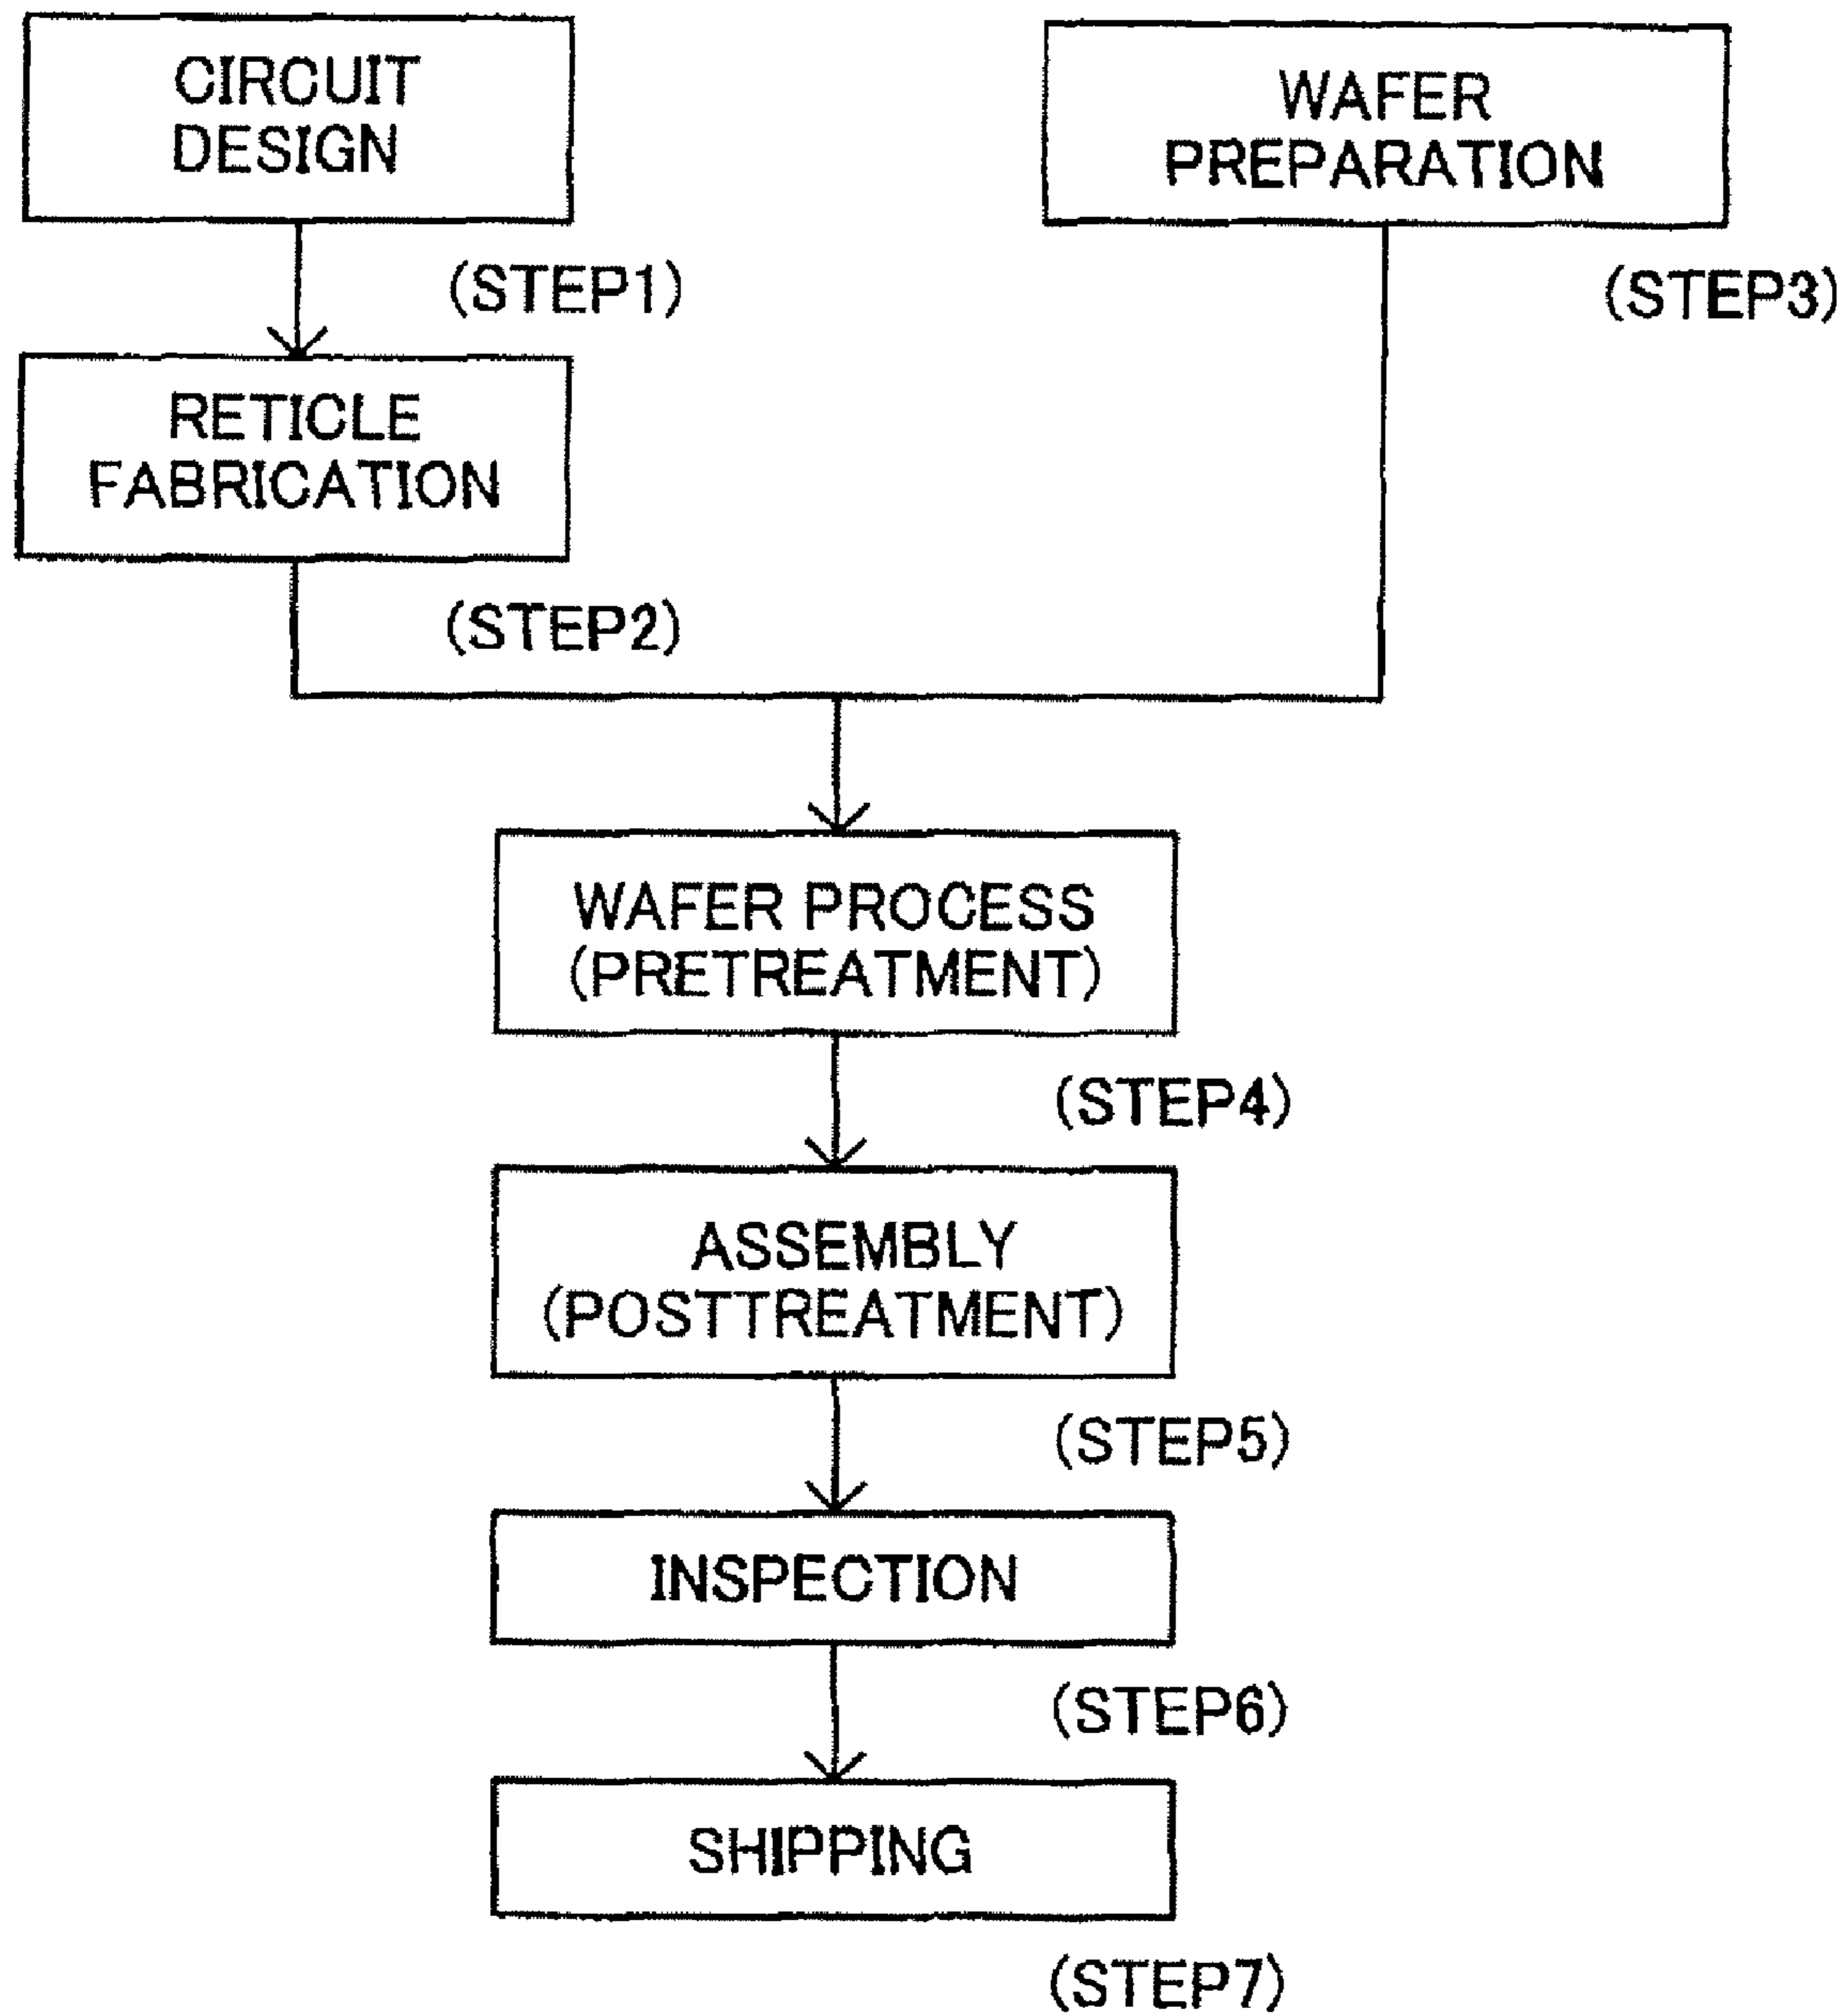 CIRCUIT
DESIGN
(STEP1)
RETICLE
FABRICATION
(STEP2)
WAFER
PREPARATION
(STEP3)
WAFER PROCESS
(PRETREATMENT)
(STEP4)
ASSEMBLY
(POSTTREATMENT)
(STEP5)
INSPECTION
(STEP6)
SHIPPING
(STEP7)